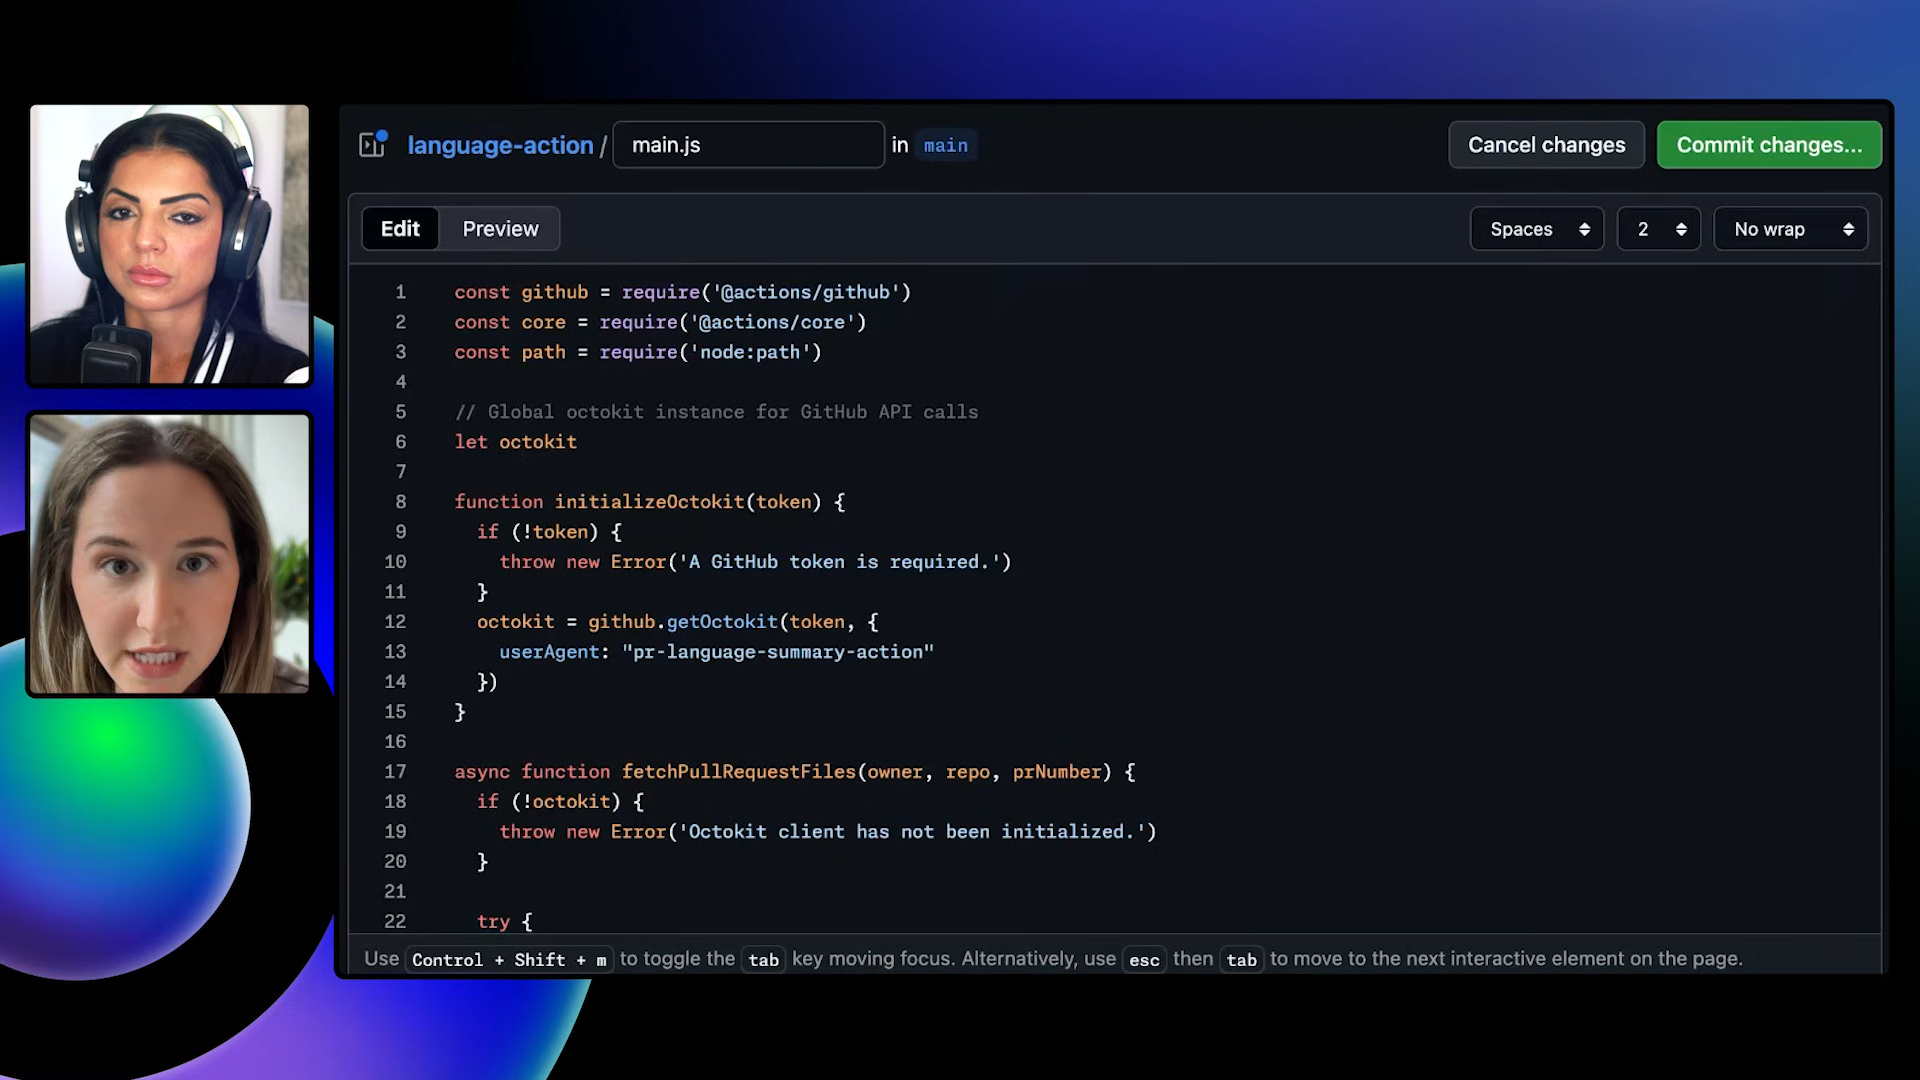 language-action / main.js in main Cancel changes Commit changes...
Edit Preview Spaces 2 No wrap
1 const github = require('@actions/github')
2 const core = require('@actions/core')
3 const path = require('node:path')
4
5 // Global octokit instance for GitHub API calls
6 let octokit
7
8 function initializeOctokit(token) {
9 if (!token) {
10 throw new Error('A GitHub token is required.')
11 }
12 octokit = github.getOctokit(token, {
13 userAgent: "pr-language-summary-action"
14 })
15 }
16
17 async function fetchPullRequestFiles(owner, repo, prNumber) {
18 if (!octokit) {
19 throw new Error('Octokit client has not been initialized.')
20 }
21
22 try {
Use Control + Shift + m to toggle the tab key moving focus. Alternatively, use esc then tab to move to the next interactive element on the page.